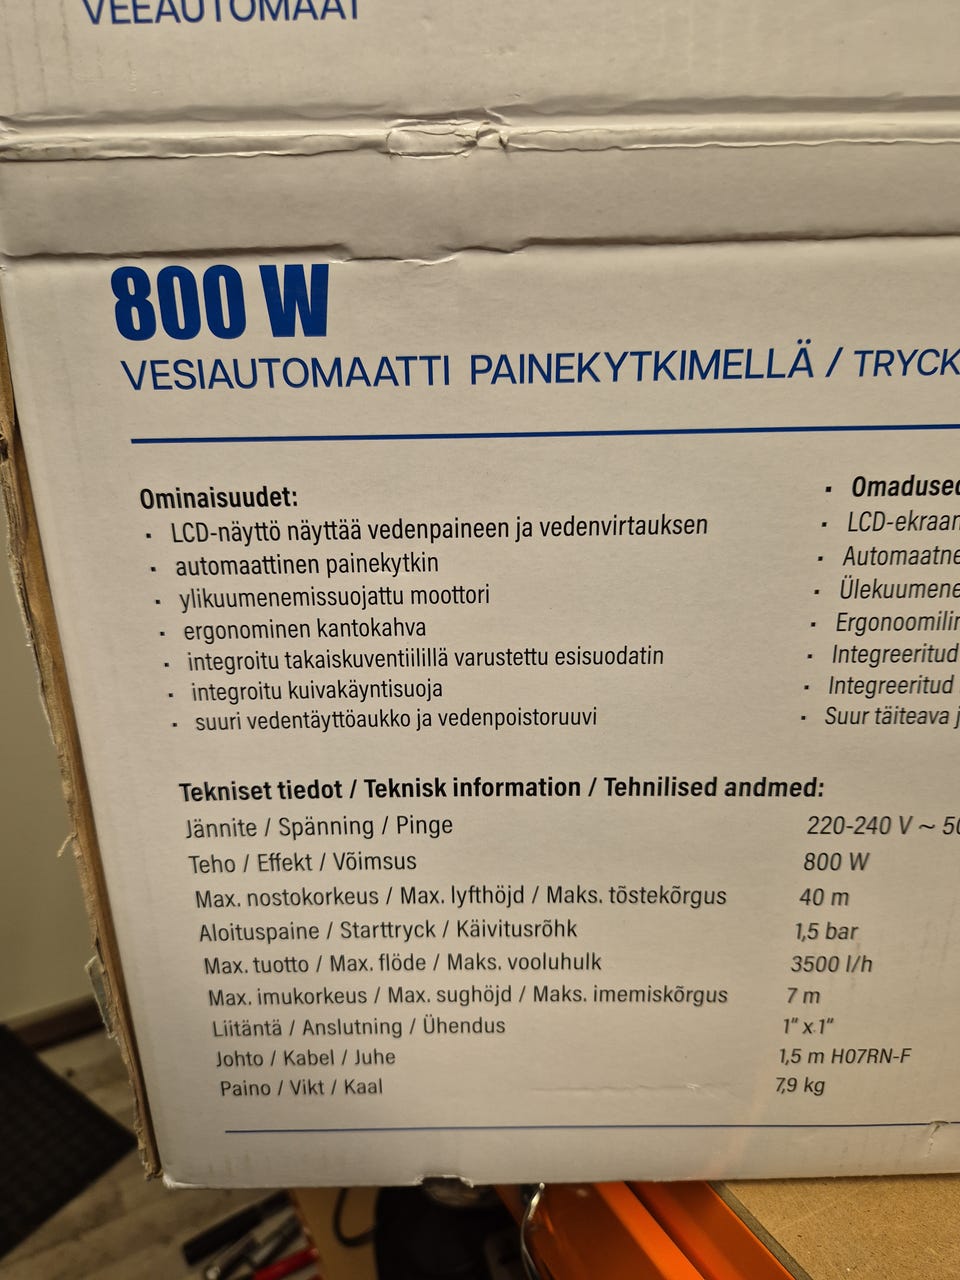 VEEAUTOMAAT
800 W
VESIAUTOMAATTI PAINEKYTKIMELLÄ / TRYCK
Ominaisuudet:
· LCD-näyttö näyttää vedenpaineen ja vedenvirtauksen
· automaattinen painekytkin
· ylikuumenemissuojattu moottori
· ergonominen kantokahva
· integroitu takaiskuventiilillä varustettu esisuodatin
· integroitu kuivakäyntisuoja
· suuri vedentäyttöaukko ja vedenpoistoruuvi
· Omadused
· LCD-ekraan
· Automaatne
· Ülekuumene
· Ergonoomilin
· Integreeritud
· Integreeritud
· Suur täiteava j
Tekniset tiedot / Teknisk information / Tehnilised andmed:
Jännite / Spänning / Pinge 220-240 V ~ 50
Teho / Effekt / Võimsus 800 W
Max. nostokorkeus / Max. lyfthöjd / Maks. tõstekõrgus 40 m
Aloituspaine / Starttryck / Käivitusrõhk 1,5 bar
Max. tuotto / Max. flöde / Maks. vooluhulk 3500 l/h
Max. imukorkeus / Max. sughöjd / Maks. imemiskõrgus 7 m
Liitäntä / Anslutning / Ühendus 1" x 1"
Johto / Kabel / Juhe 1,5 m H07RN-F
Paino / Vikt / Kaal 7,9 kg